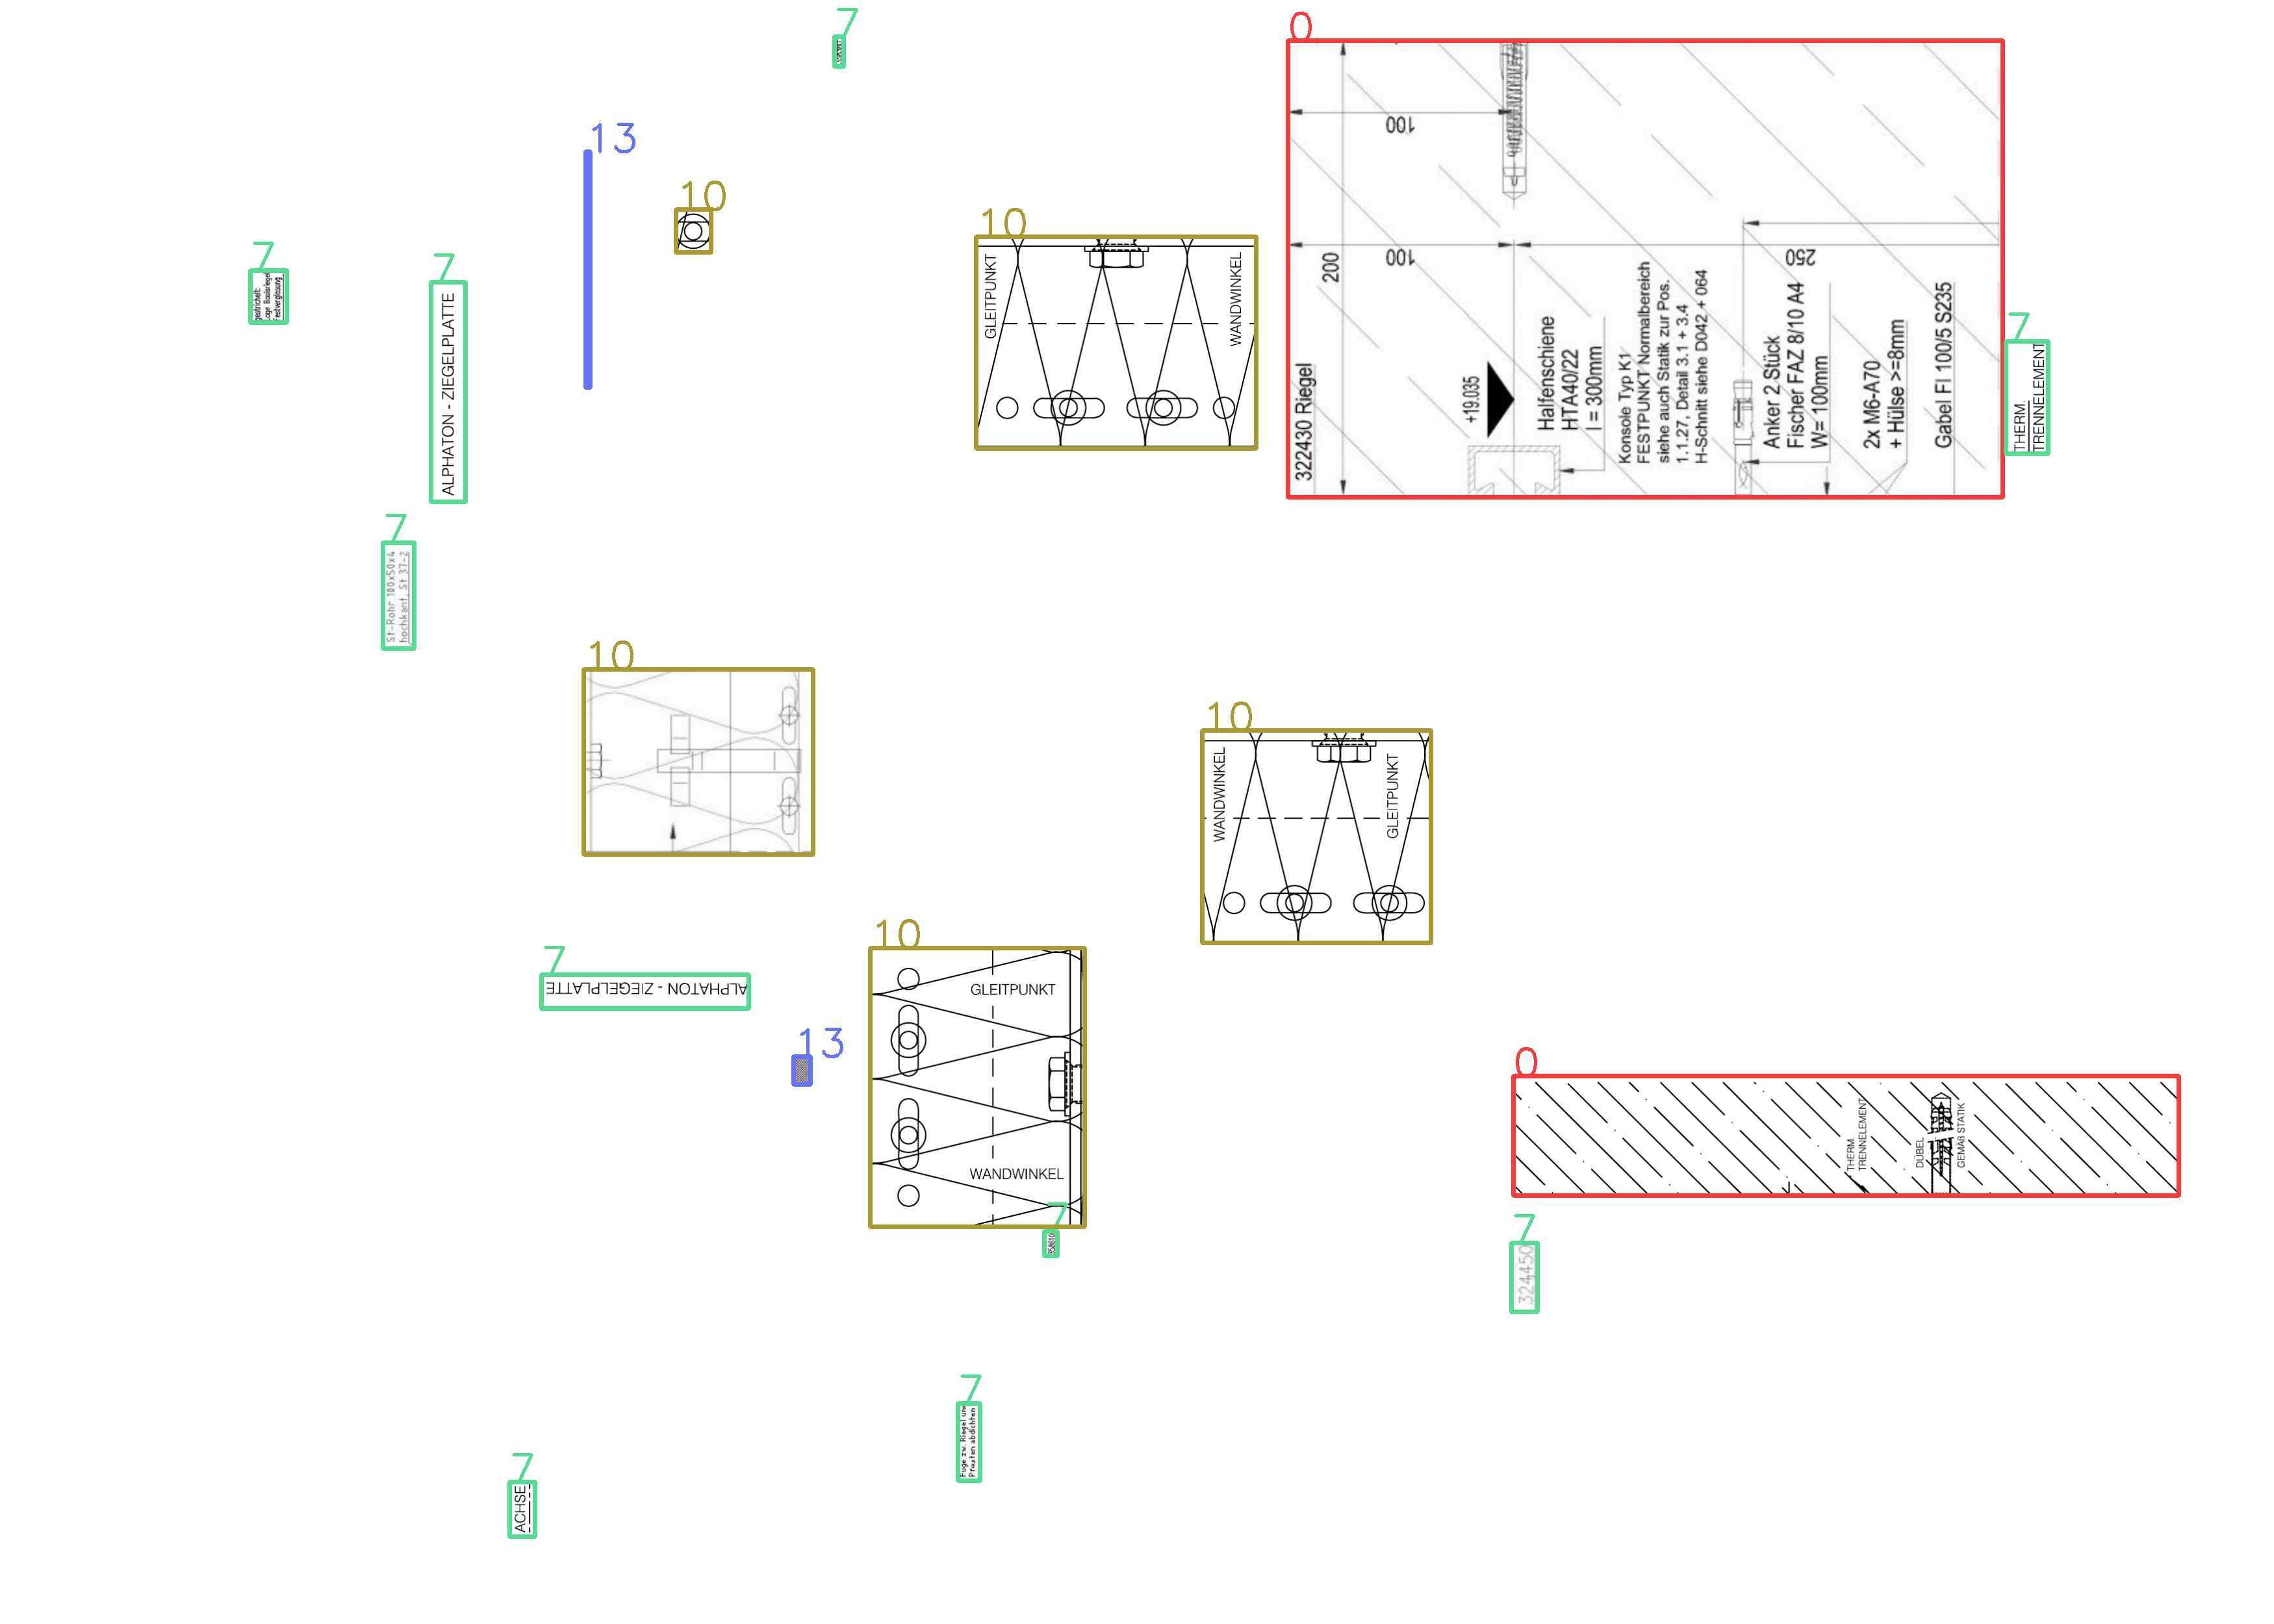 7
0
13
10
10
7
7
gestrichelt:
Lage Basisriegel
Festverglasung
ALPHATON - ZIEGELPLATTE
GLEITPUNKT
WANDWINKEL
100
100
200
250
322430 Riegel
+19.035
Halfenschiene
HTA40/22
l = 300mm
Konsole Typ K1
FESTPUNKT Normalbereich
siehe auch Statik zur Pos.
1.1.27, Detail 3.1 + 3.4
H-Schnitt siehe D042 + 064
Anker 2 Stück
Fischer FAZ 8/10 A4
W= 100mm
2x M6-A70
+ Hülse >=8mm
Gabel Fl 100/5 S235
7
THERM.
TRENNELEMENT
7
St-Rohr 100x50x4
hochkant, St 37-2
10
10
WANDWINKEL
GLEITPUNKT
10
7
ALPHATON - ZIEGELPLATTE
13
GLEITPUNKT
WANDWINKEL
0
THERM.
TRENNELEMENT
DÜBEL
GEMÄß STATIK
7
7
324450
7
Fuge zw. Riegel und
Pfosten abdichten
7
ACHSE